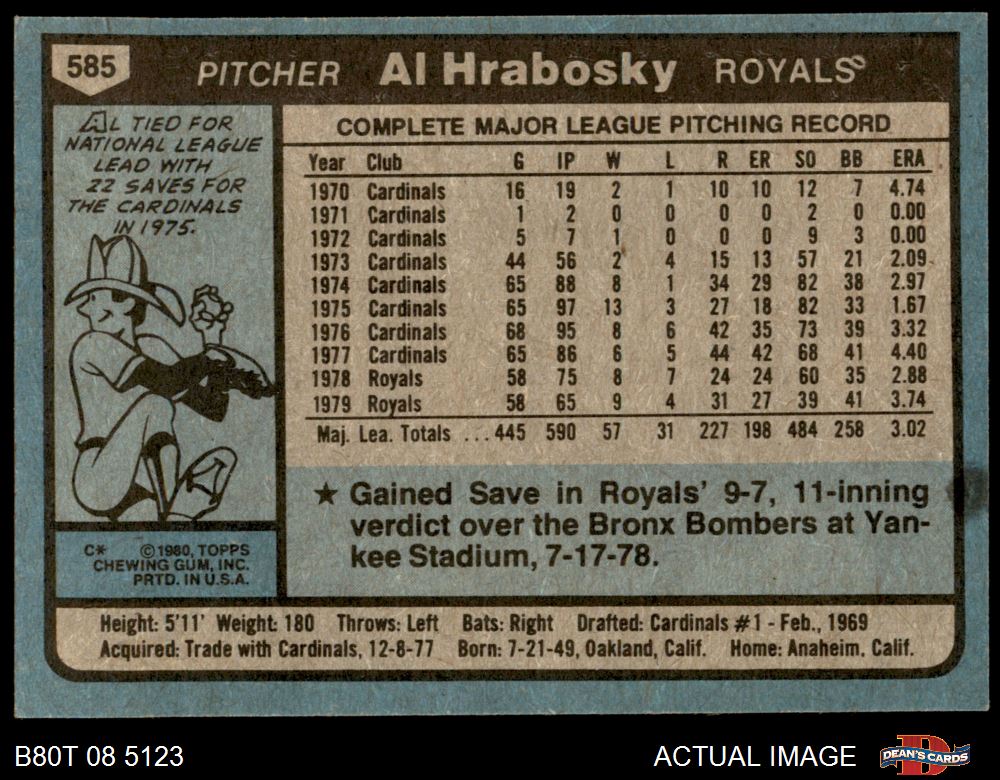 585 PITCHER Al Hrabosky ROYALS
AL TIED FOR
NATIONAL LEAGUE
LEAD WITH
22 SAVES FOR
THE CARDINALS
IN 1975.
C* ©1980, TOPPS
CHEWING GUM, INC.
PRTD. IN U.S.A.
COMPLETE MAJOR LEAGUE PITCHING RECORD
Year Club G IP W L R ER SO BB ERA
1970 Cardinals 16 19 2 1 10 10 12 7 4.74
1971 Cardinals 1 2 0 0 0 0 2 0 0.00
1972 Cardinals 5 7 1 0 0 0 9 3 0.00
1973 Cardinals 44 56 2 4 15 13 57 21 2.09
1974 Cardinals 65 88 8 1 34 29 82 38 2.97
1975 Cardinals 65 97 13 3 27 18 82 33 1.67
1976 Cardinals 68 95 8 6 42 35 73 39 3.32
1977 Cardinals 65 86 6 5 44 42 68 41 4.40
1978 Royals 58 75 8 7 24 24 60 35 2.88
1979 Royals 58 65 9 4 31 27 39 41 3.74
Maj. Lea. Totals ...445 590 57 31 227 198 484 258 3.02
★ Gained Save in Royals' 9-7, 11-inning
verdict over the Bronx Bombers at Yan-
kee Stadium, 7-17-78.
Height: 5'11' Weight: 180 Throws: Left Bats: Right Drafted: Cardinals #1 - Feb., 1969
Acquired: Trade with Cardinals, 12-8-77 Born: 7-21-49, Oakland, Calif. Home: Anaheim, Calif.
B80T 08 5123 ACTUAL IMAGE DEAN'S CARDS